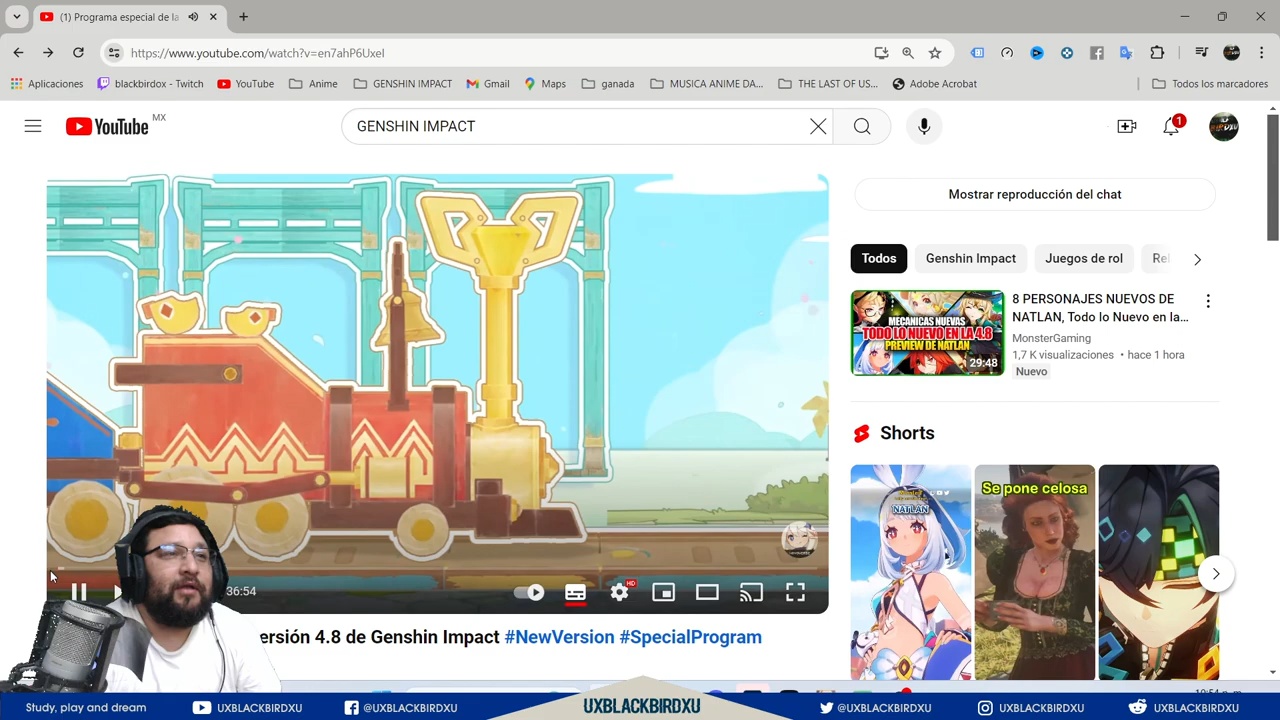 (1) Programa especial de la
https://www.youtube.com/watch?v=en7ahP6UxeI
Aplicaciones
blackbirdox - Twitch
YouTube
Anime
GENSHIN IMPACT
Gmail
Maps
ganada
MUSICA ANIME DA...
THE LAST OF US...
Adobe Acrobat
Todos los marcadores
YouTube MX
GENSHIN IMPACT
1
Mostrar reproducción del chat
Todos
Genshin Impact
Juegos de rol
Rel
MECANICAS NUEVAS
TODO LO NUEVO EN LA 4.8
PREVIEW DE NATLAN
29:48
8 PERSONAJES NUEVOS DE
NATLAN, Todo lo Nuevo en la...
MonsterGaming
1,7 K visualizaciones • hace 1 hora
Nuevo
Shorts
NATLAN
Se pone celosa
36:54
HD
ersión 4.8 de Genshin Impact #NewVersion #SpecialProgram
Study, play and dream
UXBLACKBIRDXU
@UXBLACKBIRDXU
UXBLACKBIRDXU
@UXBLACKBIRDXU
UXBLACKBIRDXU
UXBLACKBIRDXU